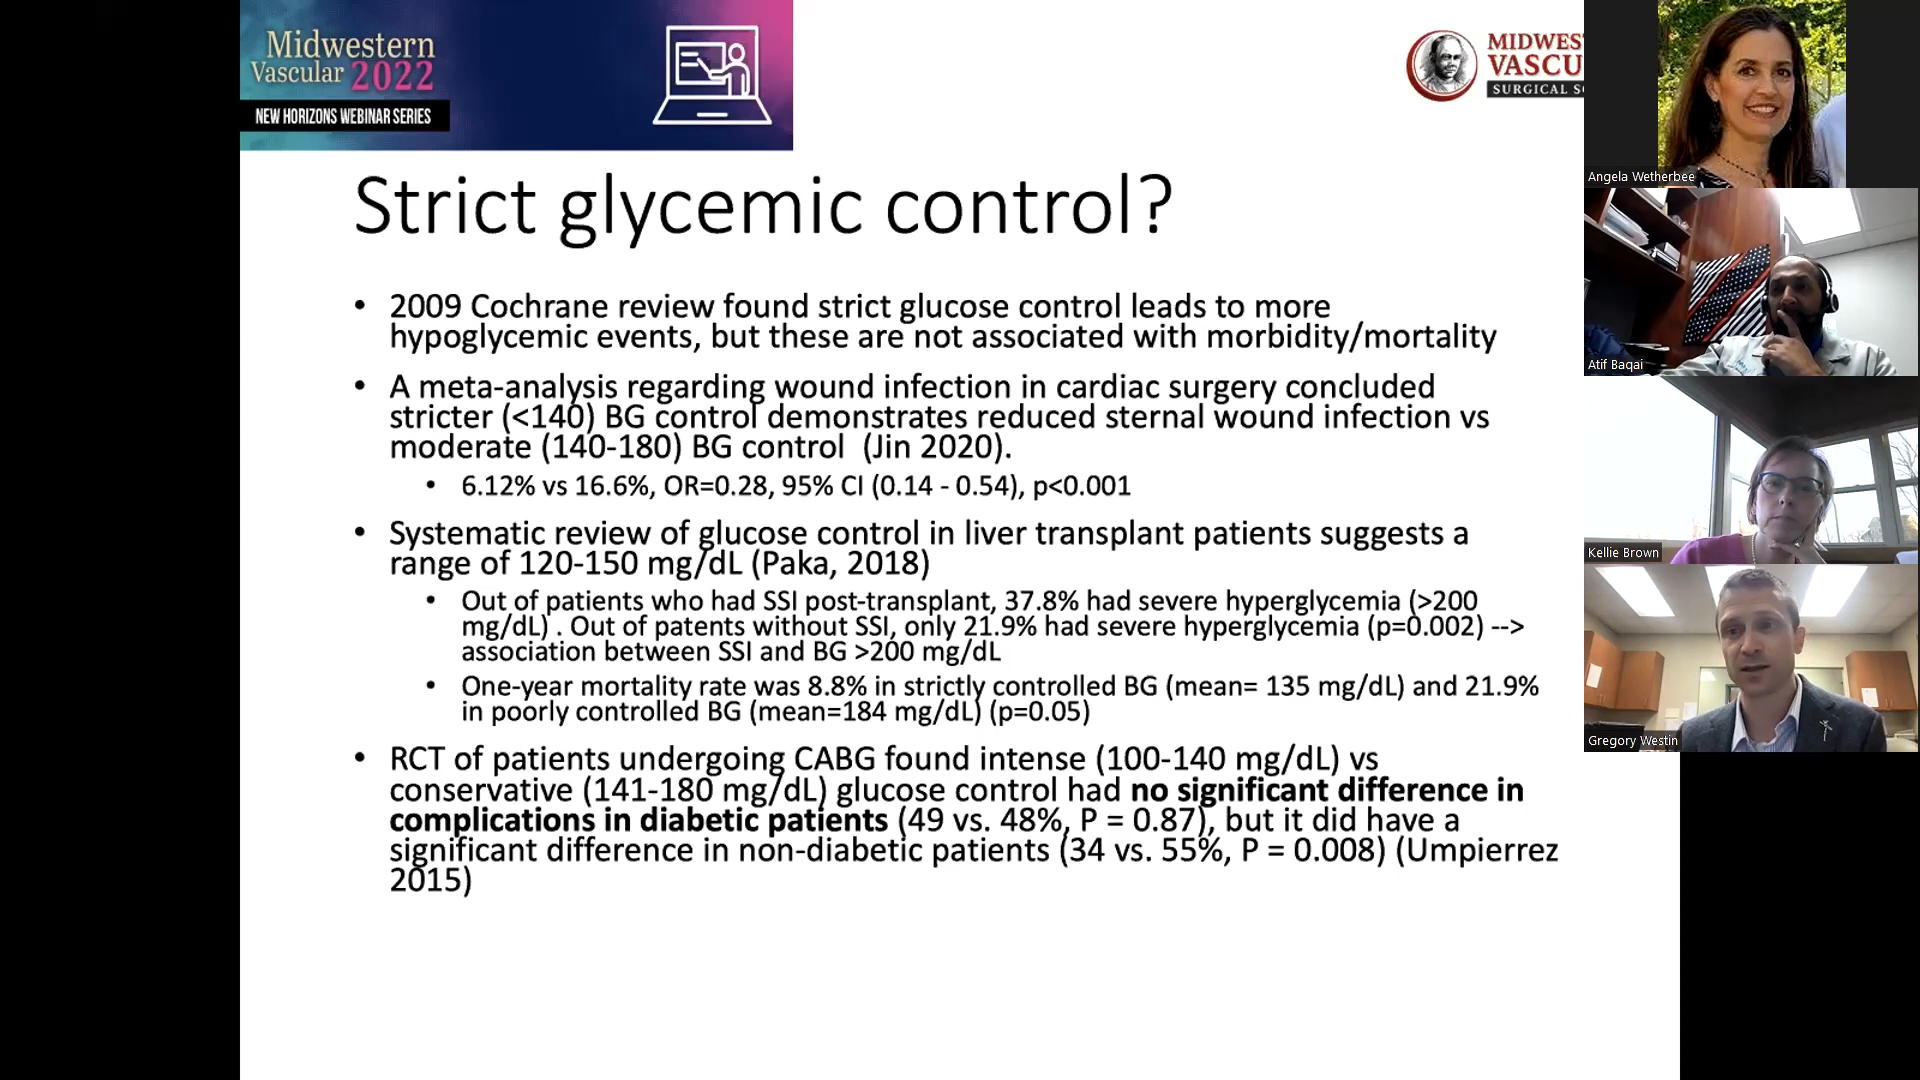 Midwestern
Vascular 2022
NEW HORIZONS WEBINAR SERIES
MIDWES
VASCU
SURGICAL S
Strict glycemic control?
• 2009 Cochrane review found strict glucose control leads to more
hypoglycemic events, but these are not associated with morbidity/mortality
• A meta-analysis regarding wound infection in cardiac surgery concluded
stricter (<140) BG control demonstrates reduced sternal wound infection vs
moderate (140-180) BG control (Jin 2020).
• 6.12% vs 16.6%, OR=0.28, 95% CI (0.14 - 0.54), p<0.001
• Systematic review of glucose control in liver transplant patients suggests a
range of 120-150 mg/dL (Paka, 2018)
• Out of patients who had SSI post-transplant, 37.8% had severe hyperglycemia (>200
mg/dL) . Out of patents without SSI, only 21.9% had severe hyperglycemia (p=0.002) -->
association between SSI and BG >200 mg/dL
• One-year mortality rate was 8.8% in strictly controlled BG (mean= 135 mg/dL) and 21.9%
in poorly controlled BG (mean=184 mg/dL) (p=0.05)
• RCT of patients undergoing CABG found intense (100-140 mg/dL) vs
conservative (141-180 mg/dL) glucose control had no significant difference in
complications in diabetic patients (49 vs. 48%, P = 0.87), but it did have a
significant difference in non-diabetic patients (34 vs. 55%, P = 0.008) (Umpierrez
2015)
Angela Wetherbee
Atif Baqai
Kellie Brown
Gregory Westin